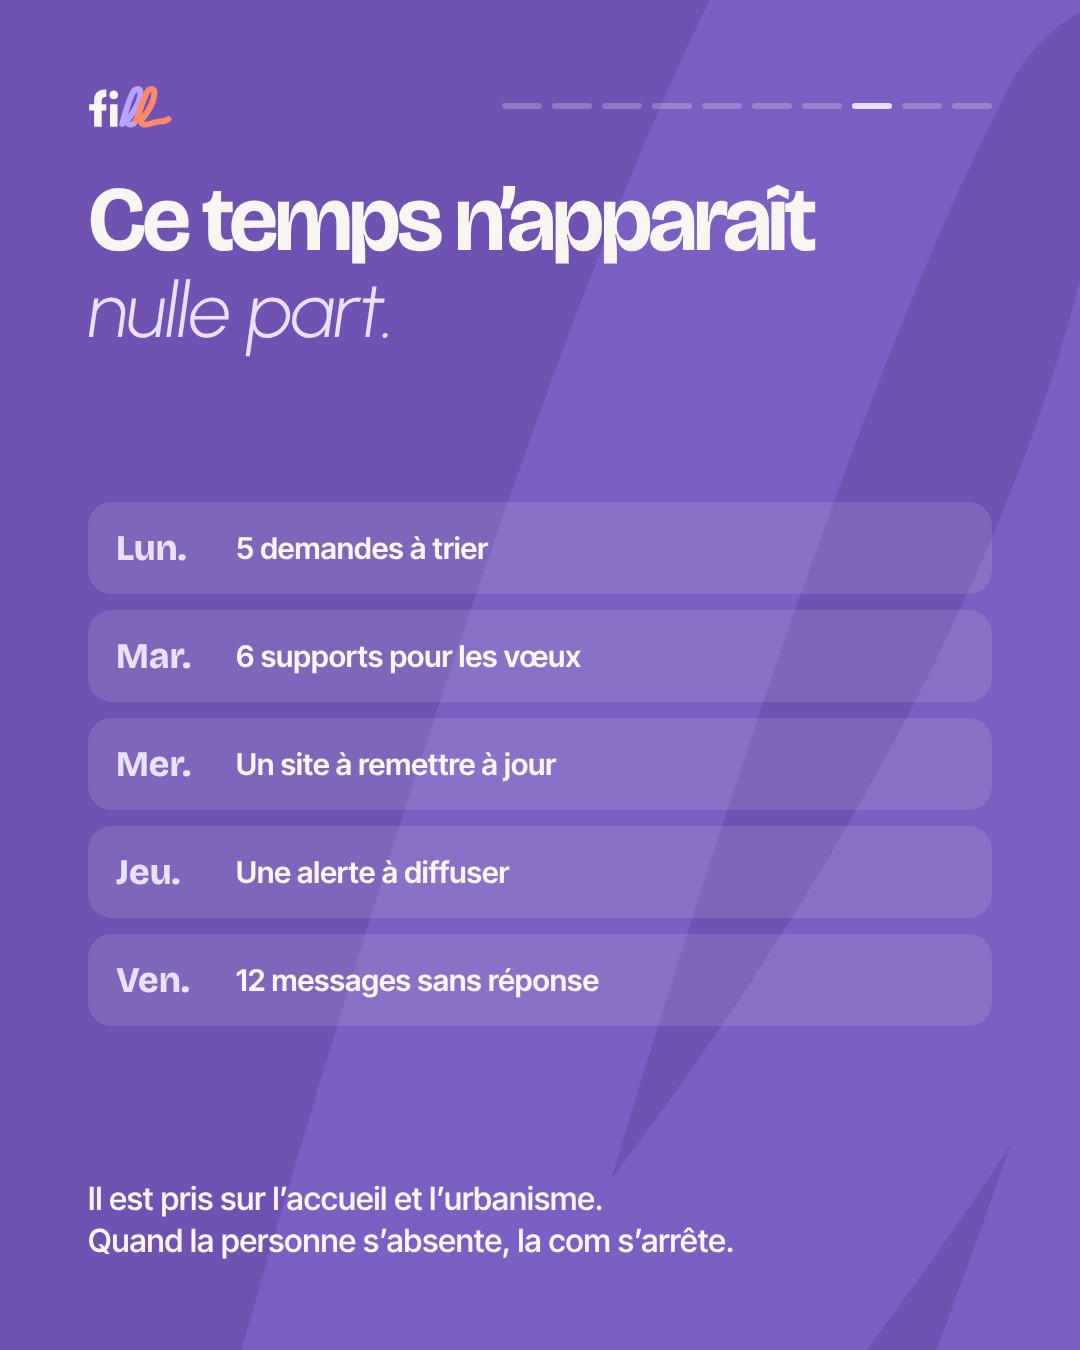 fill
Ce temps n’apparaît
nulle part.
Lun. 5 demandes à trier
Mar. 6 supports pour les vœux
Mer. Un site à remettre à jour
Jeu. Une alerte à diffuser
Ven. 12 messages sans réponse
Il est pris sur l’accueil et l’urbanisme.
Quand la personne s’absente, la com s’arrête.